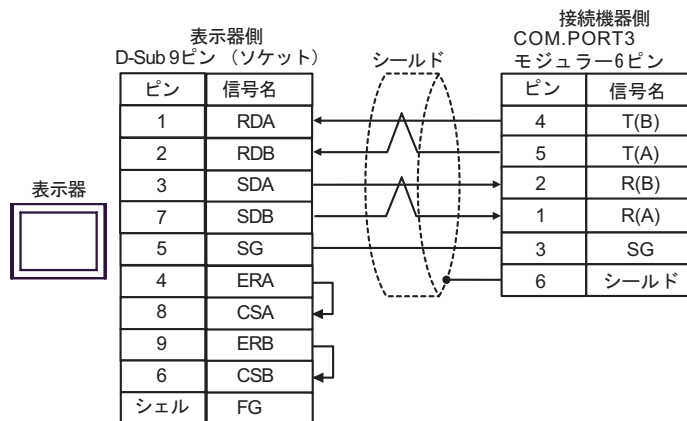 表示器側
D-Sub 9ピン （ソケット）
シールド
接続機器側
COM.PORT3
モジュラー6ピン
表示器
ピン 信号名
1 RDA
2 RDB
3 SDA
7 SDB
5 SG
4 ERA
8 CSA
9 ERB
6 CSB
シェル FG
ピン 信号名
4 T(B)
5 T(A)
2 R(B)
1 R(A)
3 SG
6 シールド